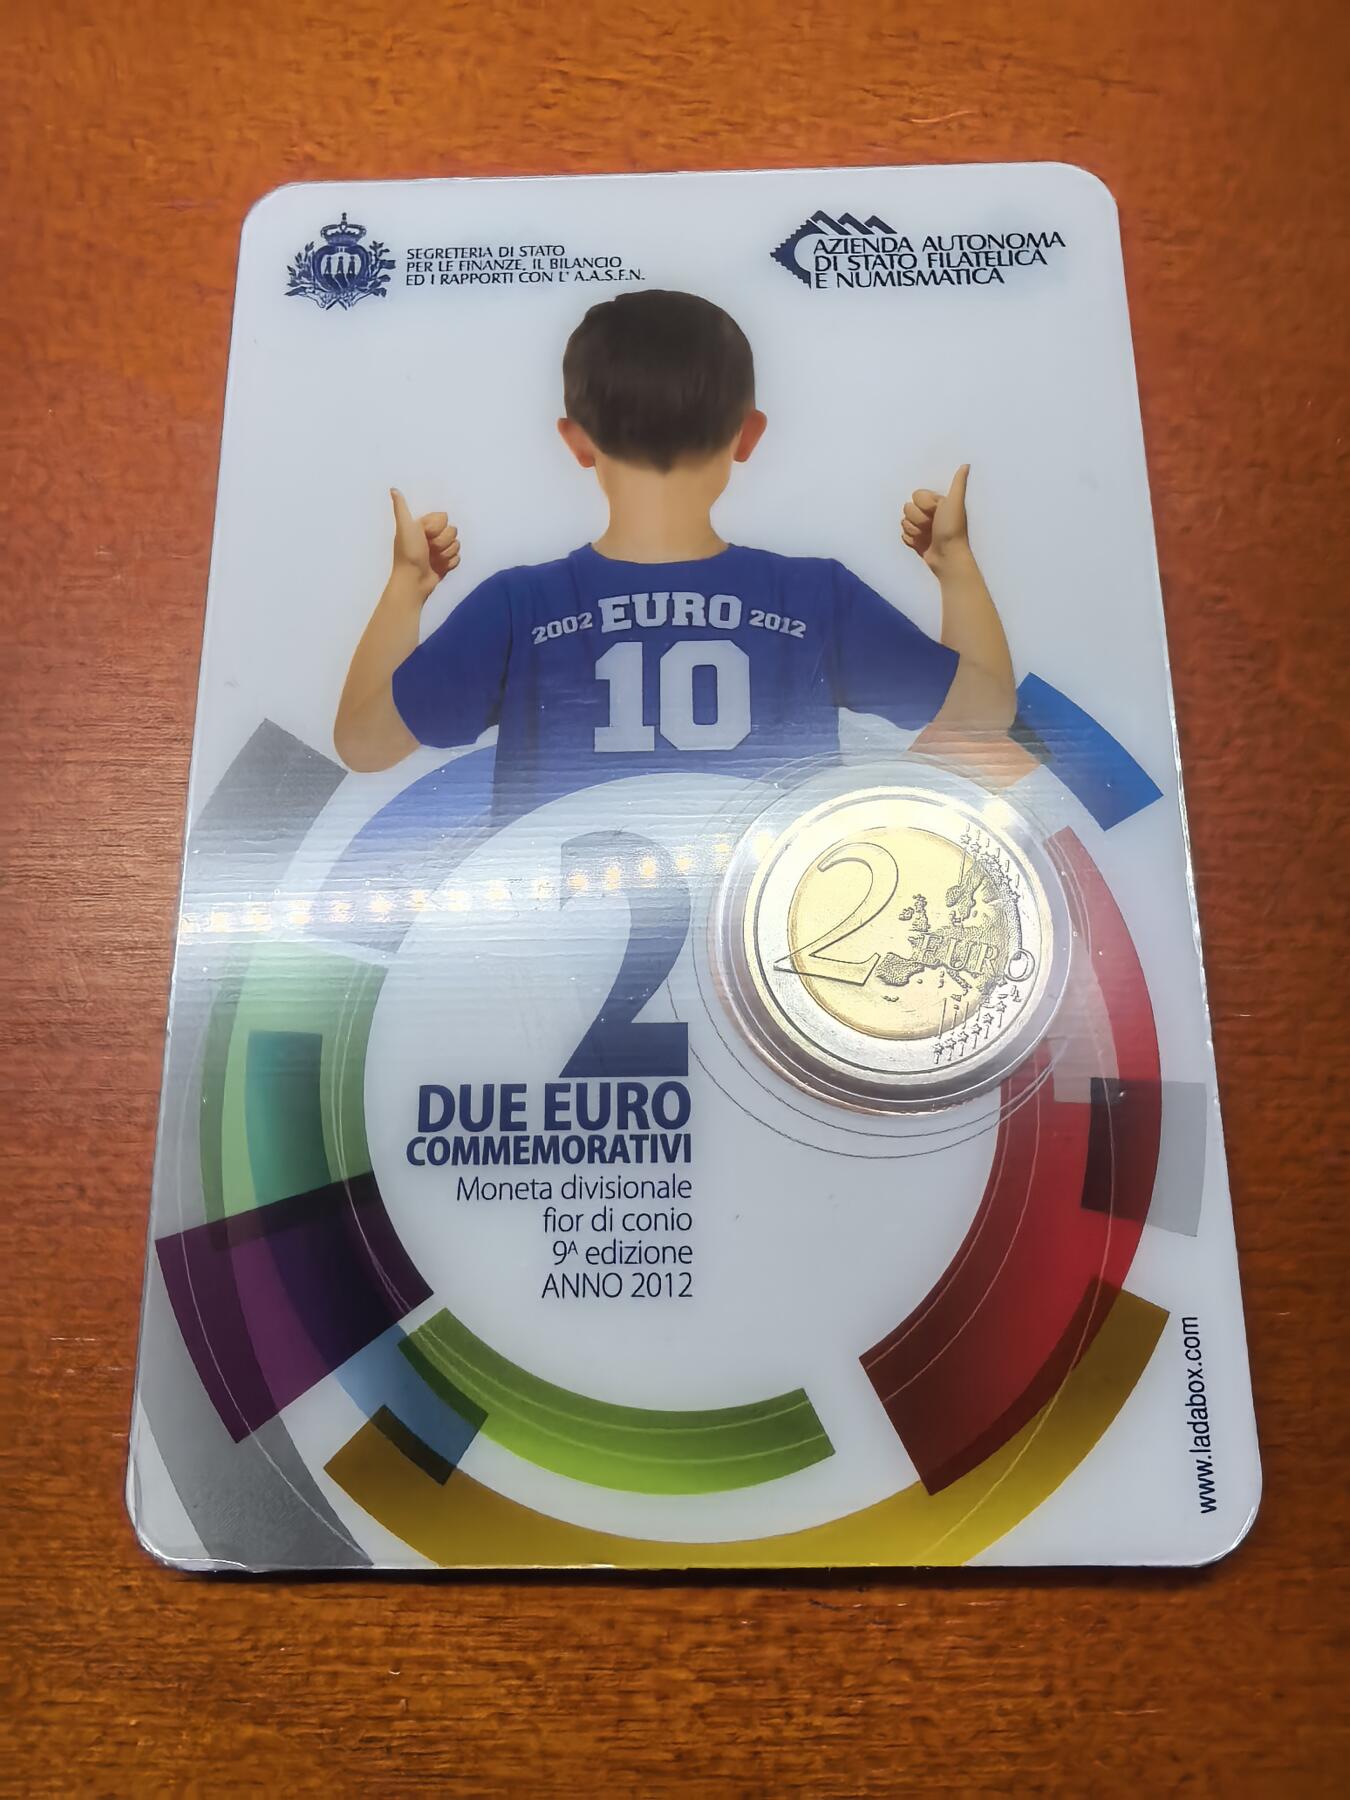 SEGRETERIA DI STATO
PER LE FINANZE, IL BILANCIO
ED I RAPPORTI CON L' A.A.S.F.N.
AZIENDA AUTONOMA
DI STATO FILATELICA
E NUMISMATICA
2002 EURO 2012
10
2 EURO
2
DUE EURO
COMMEMORATIVI
Moneta divisionale
fior di conio
9ᴬ edizione
ANNO 2012
www.ladabox.com